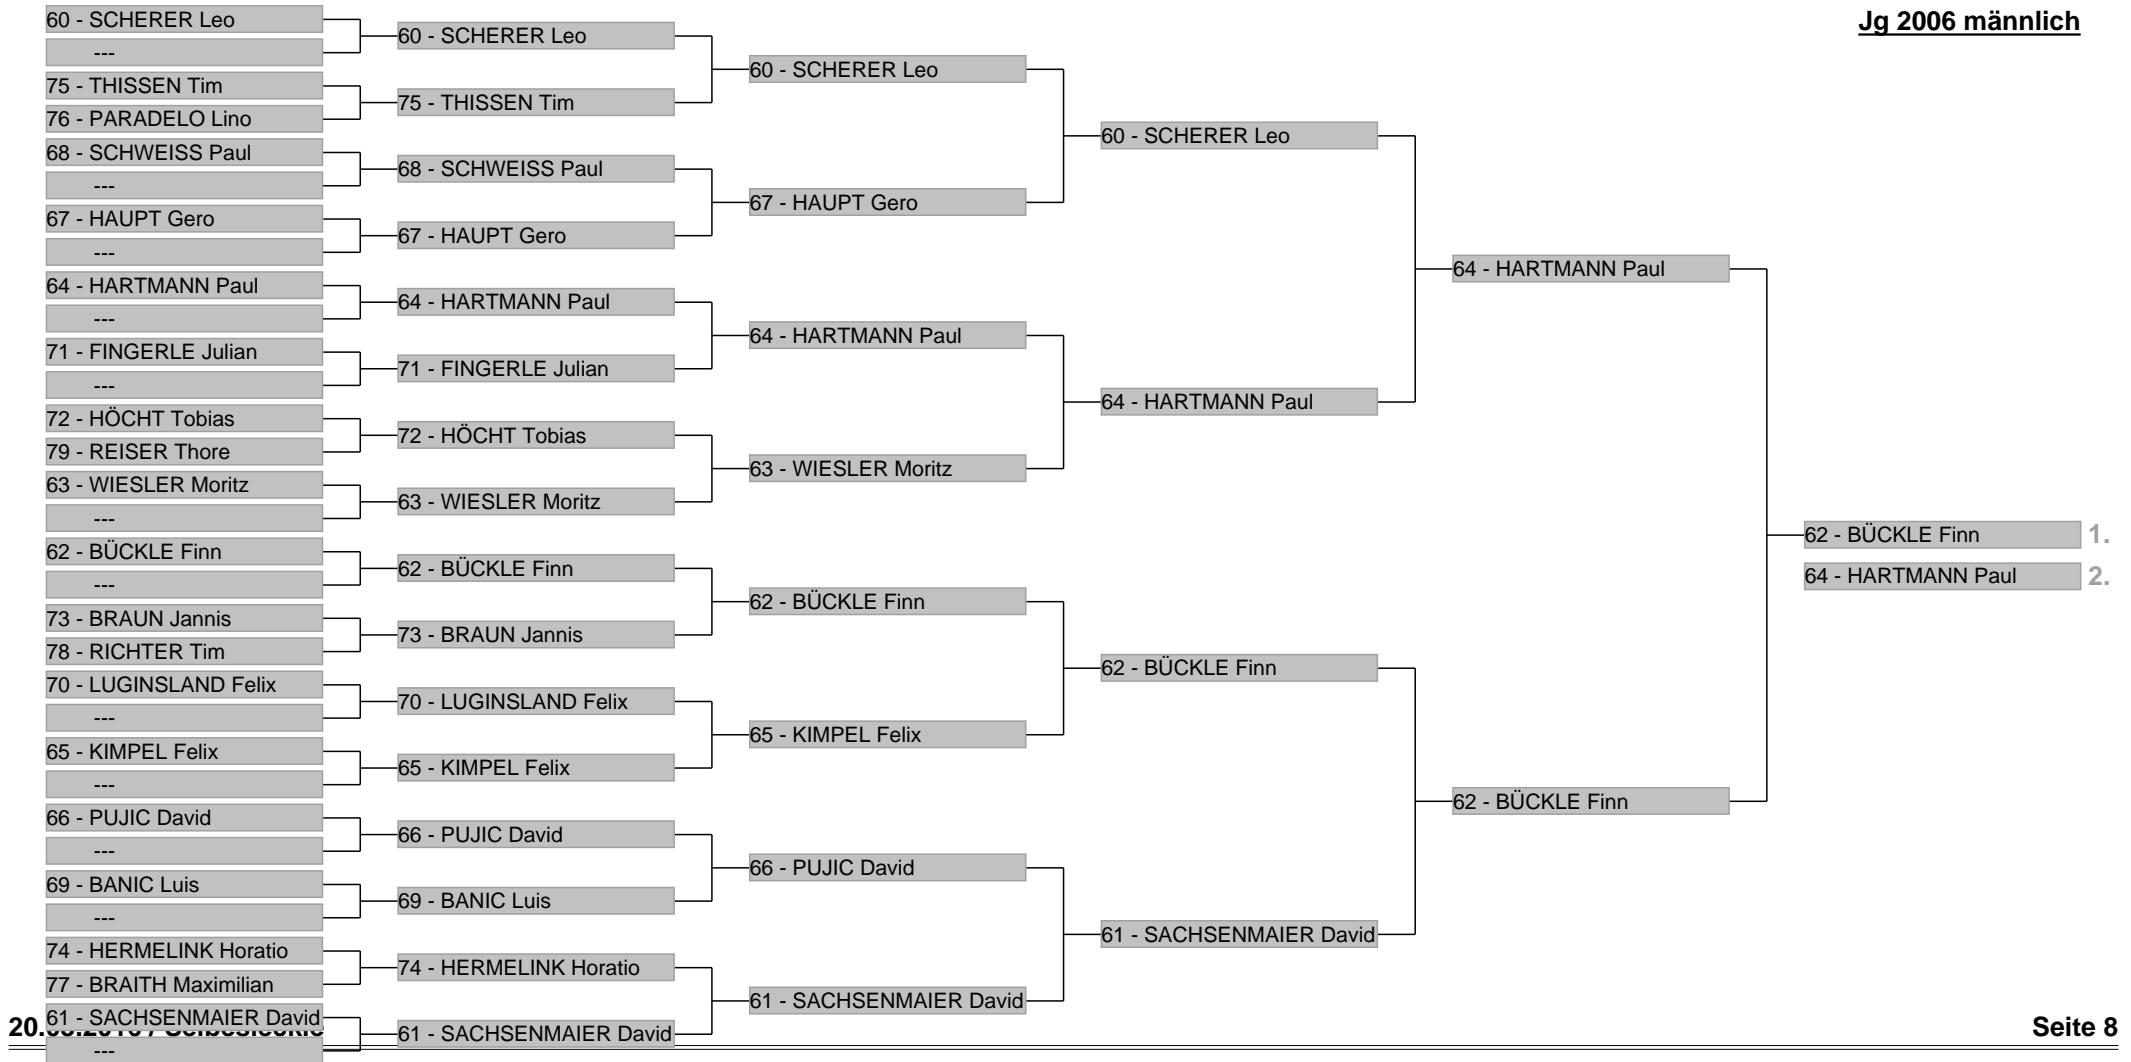 Jg 2006 männlich
60 - SCHERER Leo
---
75 - THISSEN Tim
76 - PARADELO Lino
68 - SCHWEISS Paul
---
67 - HAUPT Gero
---
64 - HARTMANN Paul
---
71 - FINGERLE Julian
---
72 - HÖCHT Tobias
79 - REISER Thore
63 - WIESLER Moritz
---
62 - BÜCKLE Finn
---
73 - BRAUN Jannis
78 - RICHTER Tim
70 - LUGINSLAND Felix
---
65 - KIMPEL Felix
---
66 - PUJIC David
---
69 - BANIC Luis
---
74 - HERMELINK Horatio
77 - BRAITH Maximilian
61 - SACHSENMAIER David
---
60 - SCHERER Leo
75 - THISSEN Tim
68 - SCHWEISS Paul
67 - HAUPT Gero
64 - HARTMANN Paul
71 - FINGERLE Julian
72 - HÖCHT Tobias
63 - WIESLER Moritz
62 - BÜCKLE Finn
73 - BRAUN Jannis
70 - LUGINSLAND Felix
65 - KIMPEL Felix
66 - PUJIC David
69 - BANIC Luis
74 - HERMELINK Horatio
61 - SACHSENMAIER David
60 - SCHERER Leo
67 - HAUPT Gero
64 - HARTMANN Paul
63 - WIESLER Moritz
62 - BÜCKLE Finn
65 - KIMPEL Felix
66 - PUJIC David
61 - SACHSENMAIER David
60 - SCHERER Leo
64 - HARTMANN Paul
62 - BÜCKLE Finn
61 - SACHSENMAIER David
64 - HARTMANN Paul
62 - BÜCKLE Finn
62 - BÜCKLE Finn 1.
64 - HARTMANN Paul 2.
Seite 8